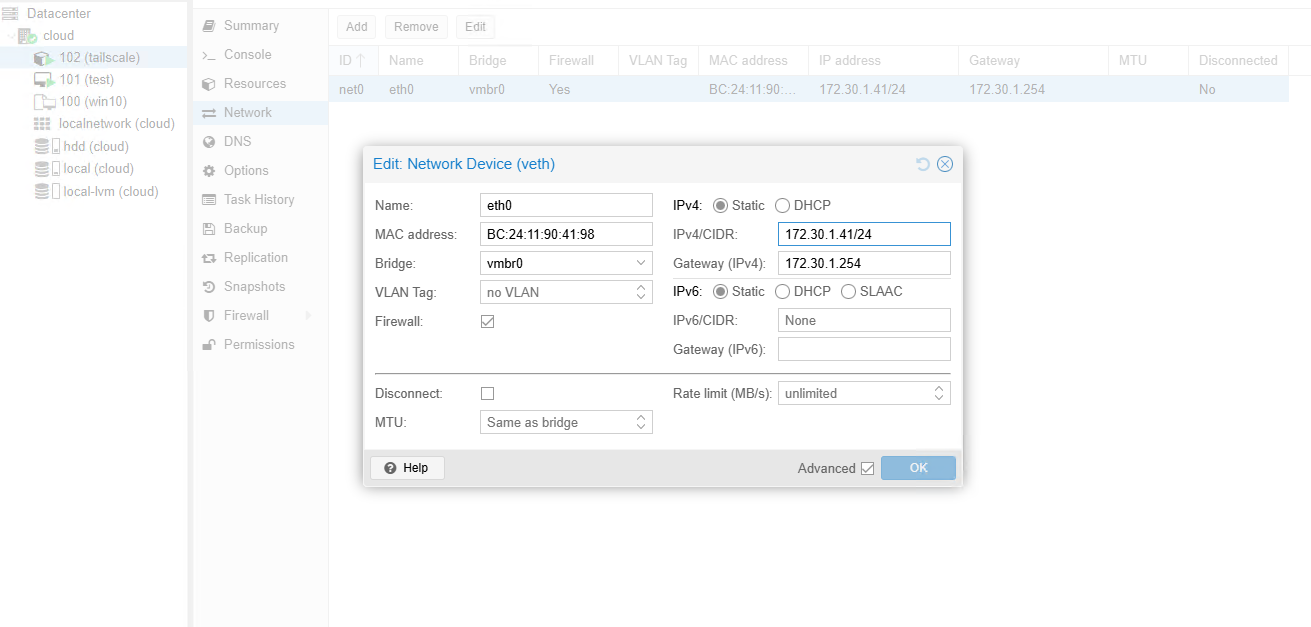 Datacenter
cloud
102 (tailscale)
101 (test)
100 (win10)
localnetwork (cloud)
hdd (cloud)
local (cloud)
local-lvm (cloud)
Summary
Console
Resources
Network
DNS
Options
Task History
Backup
Replication
Snapshots
Firewall
Permissions
Add Remove Edit
ID Name Bridge Firewall VLAN Tag MAC address IP address Gateway MTU Disconnected
net0 eth0 vmbr0 Yes BC:24:11:90:... 172.30.1.41/24 172.30.1.254 No
Edit: Network Device (veth)
Name: eth0
MAC address: BC:24:11:90:41:98
Bridge: vmbr0
VLAN Tag: no VLAN
Firewall:
IPv4: Static DHCP
IPv4/CIDR: 172.30.1.41/24
Gateway (IPv4): 172.30.1.254
IPv6: Static DHCP SLAAC
IPv6/CIDR: None
Gateway (IPv6):
Disconnect:
MTU: Same as bridge
Rate limit (MB/s): unlimited
Help
Advanced
OK